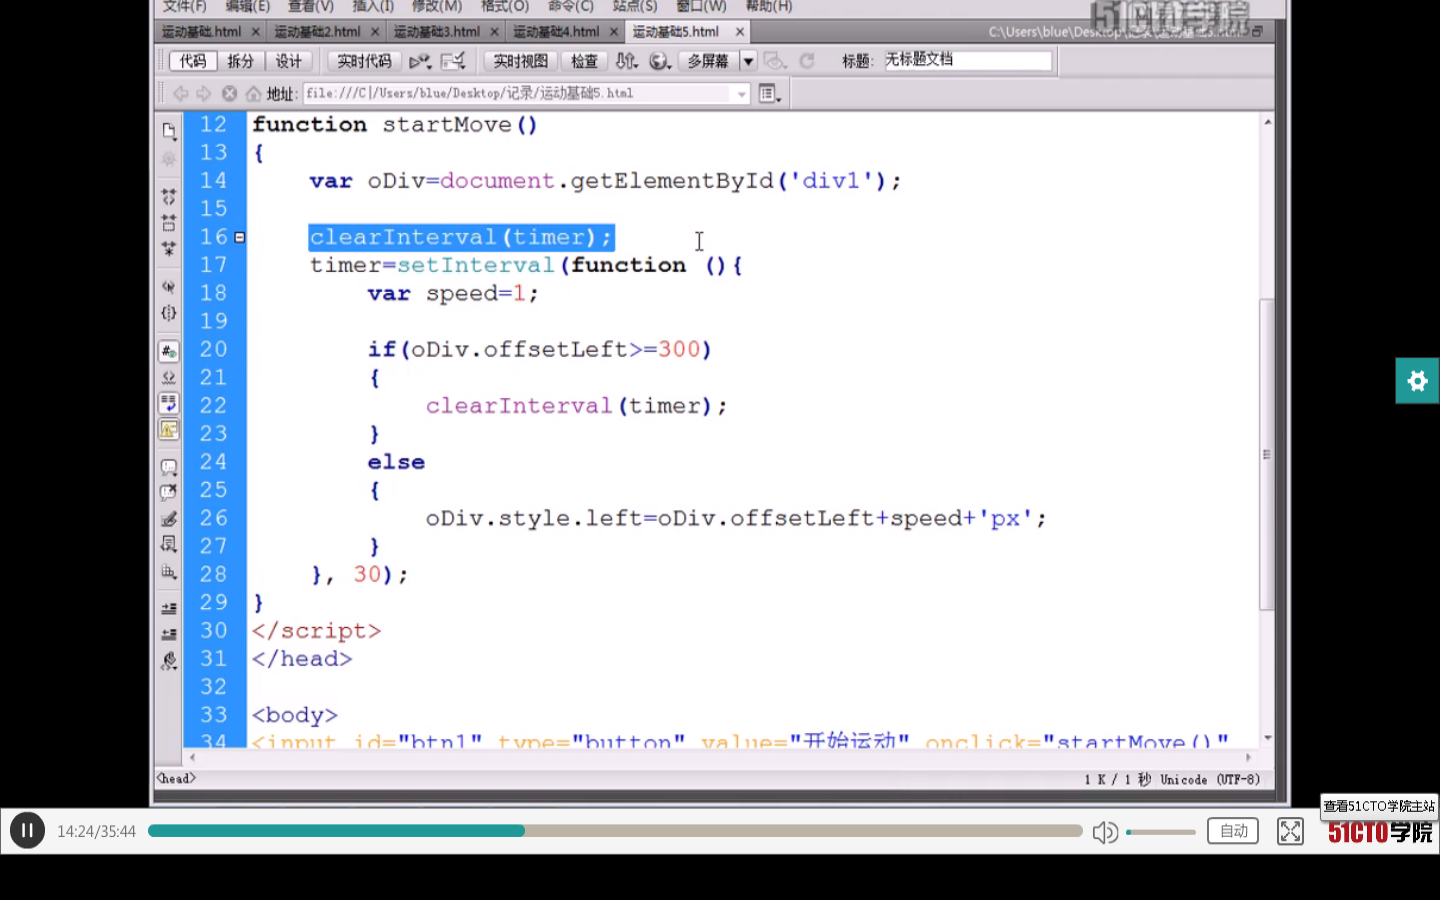 文件(F) 编辑(E) 查看(V) 插入(I) 修改(M) 格式(O) 命令(C) 站点(S) 窗口(W) 帮助(H)
51CTO学院
运动基础.html × 运动基础2.html × 运动基础3.html × 运动基础4.html × 运动基础5.html ×
代码 拆分 设计 实时代码 实时视图 检查 多屏幕 标题: 无标题文档
地址: file:///C|/Users/blue/Desktop/记录/运动基础5.html
12 function startMove()
13 {
14 var oDiv=document.getElementById('div1');
15
16 clearInterval(timer);
17 timer=setInterval(function (){
18 var speed=1;
19
20 if(oDiv.offsetLeft>=300)
21 {
22 clearInterval(timer);
23 }
24 else
25 {
26 oDiv.style.left=oDiv.offsetLeft+speed+'px';
27 }
28 }, 30);
29 }
30 </script>
31 </head>
32
33 <body>
34 <input id="btn1" type="button" value="开始运动" onclick="startMove()"
<head> 1 K / 1 秒 Unicode (UTF-8)
查看51CTO学院主站
14:24/35:44 自动 51CTO学院